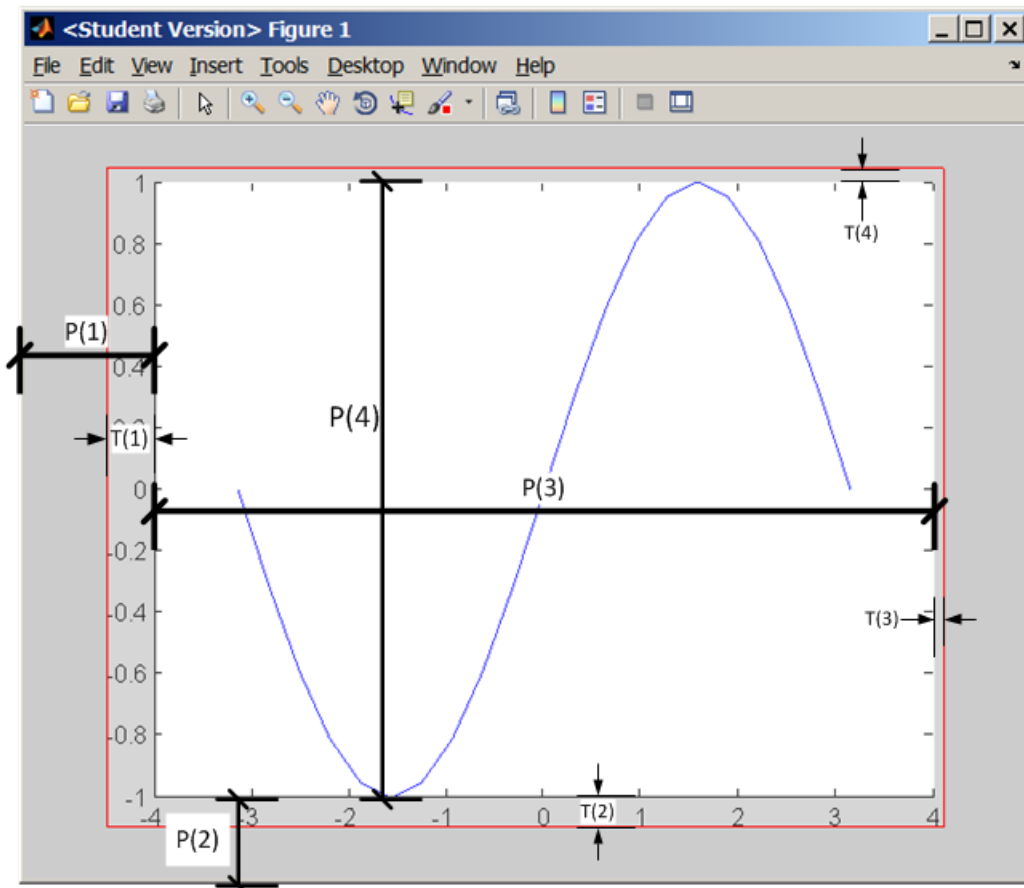 <Student Version> Figure 1
File Edit View Insert Tools Desktop Window Help
T(4)
1
0.8
0.6
P(1)
0.4
P(4)
T(1)
0
P(3)
-0.2
-0.4
T(3)
-0.6
-0.8
-1
T(2)
-4 -3 -2 -1 0 1 2 3 4
P(2)